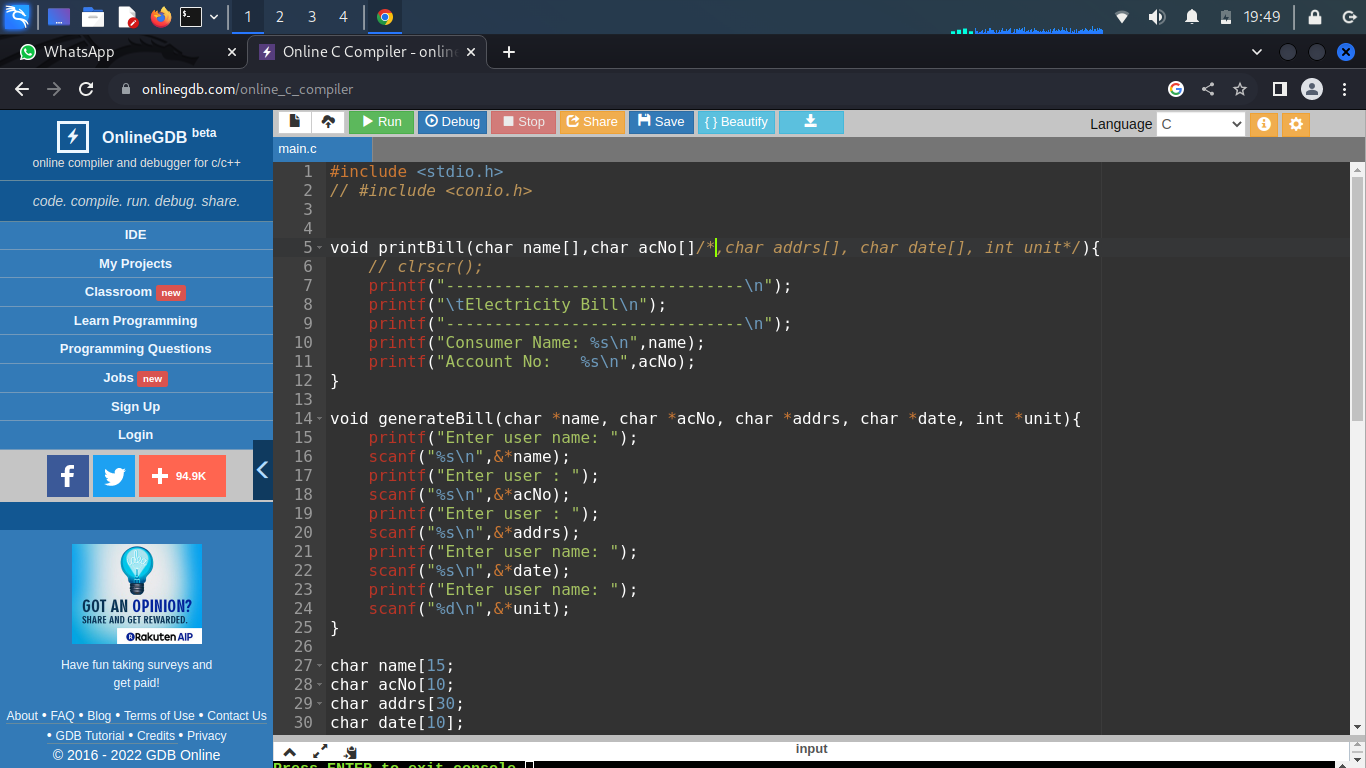 1 2 3 4 19:49
WhatsApp Online C Compiler - online
onlinegdb.com/online_c_compiler
OnlineGDB beta
online compiler and debugger for c/c++
code. compile. run. debug. share.
IDE
My Projects
Classroom new
Learn Programming
Programming Questions
Jobs new
Sign Up
Login
94.9K
GOT AN OPINION?
SHARE AND GET REWARDED.
Rakuten AIP
Have fun taking surveys and
get paid!
About • FAQ • Blog • Terms of Use • Contact Us
• GDB Tutorial • Credits • Privacy
© 2016 - 2022 GDB Online
Run Debug Stop Share Save { } Beautify Language C
main.c
1 #include <stdio.h>
2 // #include <conio.h>
3
4
5 void printBill(char name[],char acNo[]/*,char addrs[], char date[], int unit*/){
6 // clrscr();
7 printf("-------------------------------\n");
8 printf("\tElectricity Bill\n");
9 printf("-------------------------------\n");
10 printf("Consumer Name: %s\n",name);
11 printf("Account No:   %s\n",acNo);
12 }
13
14 void generateBill(char *name, char *acNo, char *addrs, char *date, int *unit){
15 printf("Enter user name: ");
16 scanf("%s\n",&*name);
17 printf("Enter user : ");
18 scanf("%s\n",&*acNo);
19 printf("Enter user : ");
20 scanf("%s\n",&*addrs);
21 printf("Enter user name: ");
22 scanf("%s\n",&*date);
23 printf("Enter user name: ");
24 scanf("%d\n",&*unit);
25 }
26
27 char name[15;
28 char acNo[10;
29 char addrs[30;
30 char date[10];
input
Press ENTER to exit console.